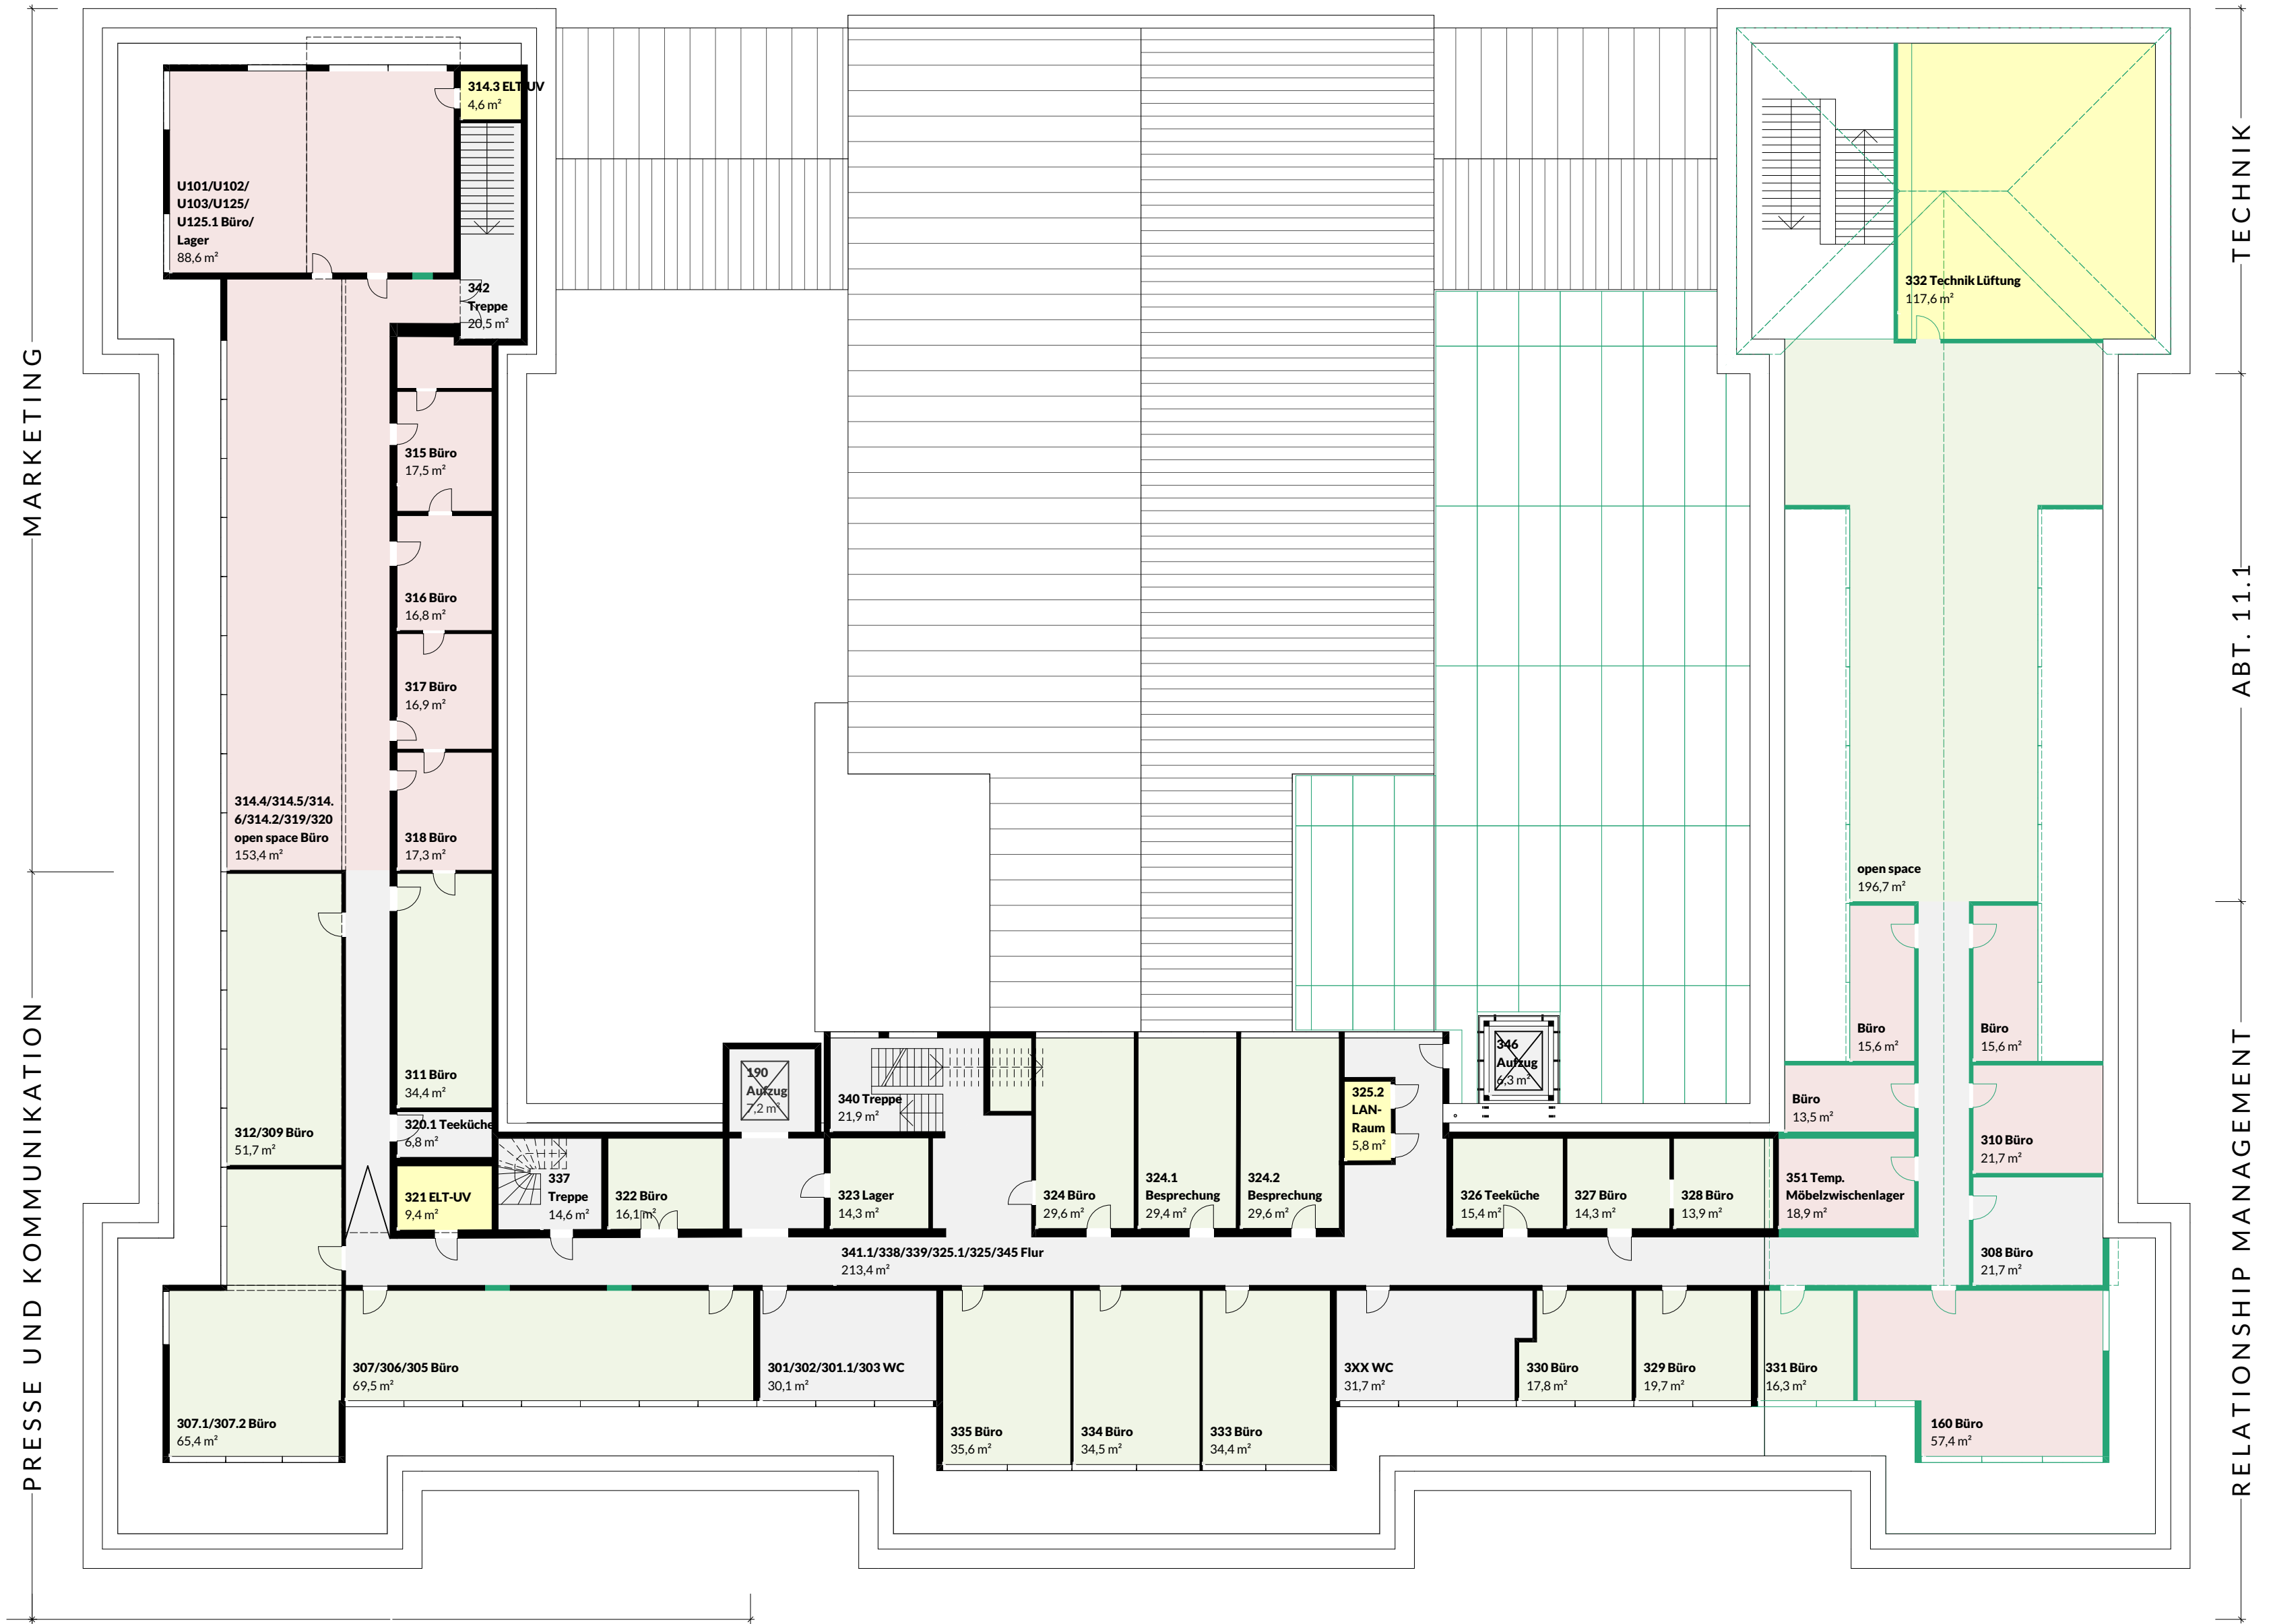 MARKETING
PRESSE UND KOMMUNIKATION
TECHNIK
ABT. 11.1
RELATIONSHIP MANAGEMENT
314.3 ELT-UV
4,6 m²
U101/U102/
U103/U125/
U125.1 Büro/
Lager
88,6 m²
342
Treppe
20,5 m²
332 Technik Lüftung
117,6 m²
315 Büro
17,5 m²
316 Büro
16,8 m²
317 Büro
16,9 m²
314.4/314.5/314.
6/314.2/319/320
open space Büro
153,4 m²
318 Büro
17,3 m²
open space
196,7 m²
Büro
15,6 m²
Büro
15,6 m²
311 Büro
34,4 m²
190
Aufzug
7,2 m²
340 Treppe
21,9 m²
346
Aufzug
6,3 m²
325.2
LAN-
Raum
5,8 m²
Büro
13,5 m²
312/309 Büro
51,7 m²
320.1 Teeküche
6,8 m²
310 Büro
21,7 m²
321 ELT-UV
9,4 m²
337
Treppe
14,6 m²
322 Büro
16,1 m²
323 Lager
14,3 m²
324 Büro
29,6 m²
324.1
Besprechung
29,4 m²
324.2
Besprechung
29,6 m²
326 Teeküche
15,4 m²
327 Büro
14,3 m²
328 Büro
13,9 m²
351 Temp.
Möbelzwischenlager
18,9 m²
341.1/338/339/325.1/325/345 Flur
213,4 m²
308 Büro
21,7 m²
307.1/307.2 Büro
65,4 m²
307/306/305 Büro
69,5 m²
301/302/301.1/303 WC
30,1 m²
335 Büro
35,6 m²
334 Büro
34,5 m²
333 Büro
34,4 m²
3XX WC
31,7 m²
330 Büro
17,8 m²
329 Büro
19,7 m²
331 Büro
16,3 m²
160 Büro
57,4 m²